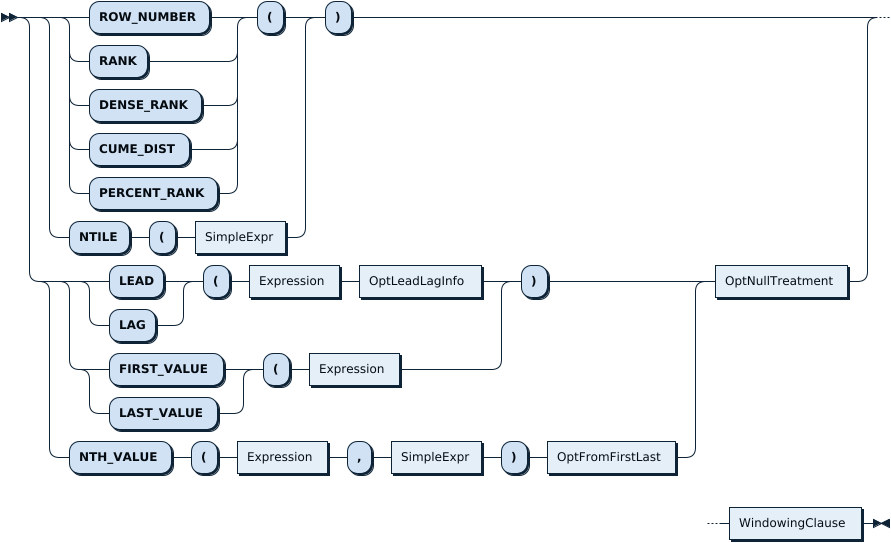 ROW_NUMBER ( )
RANK
DENSE_RANK
CUME_DIST
PERCENT_RANK
NTILE ( SimpleExpr
LEAD ( Expression OptLeadLagInfo ) OptNullTreatment
LAG
FIRST_VALUE ( Expression
LAST_VALUE
NTH_VALUE ( Expression , SimpleExpr ) OptFromFirstLast
WindowingClause